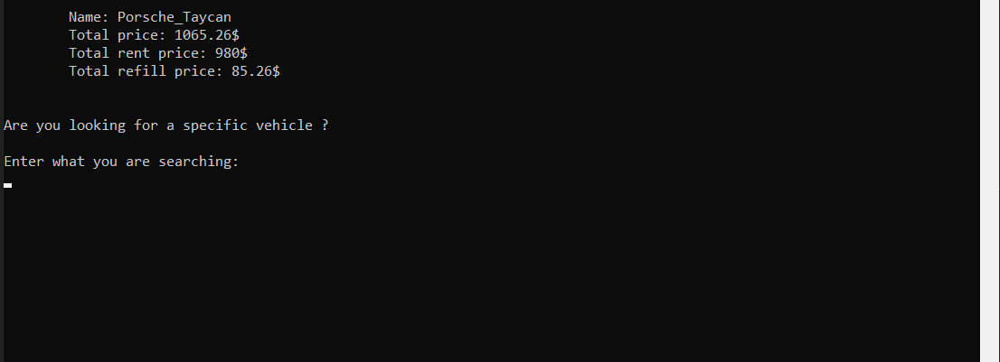 Name: Porsche_Taycan
Total price: 1065.26$
Total rent price: 980$
Total refill price: 85.26$
Are you looking for a specific vehicle ?
Enter what you are searching: